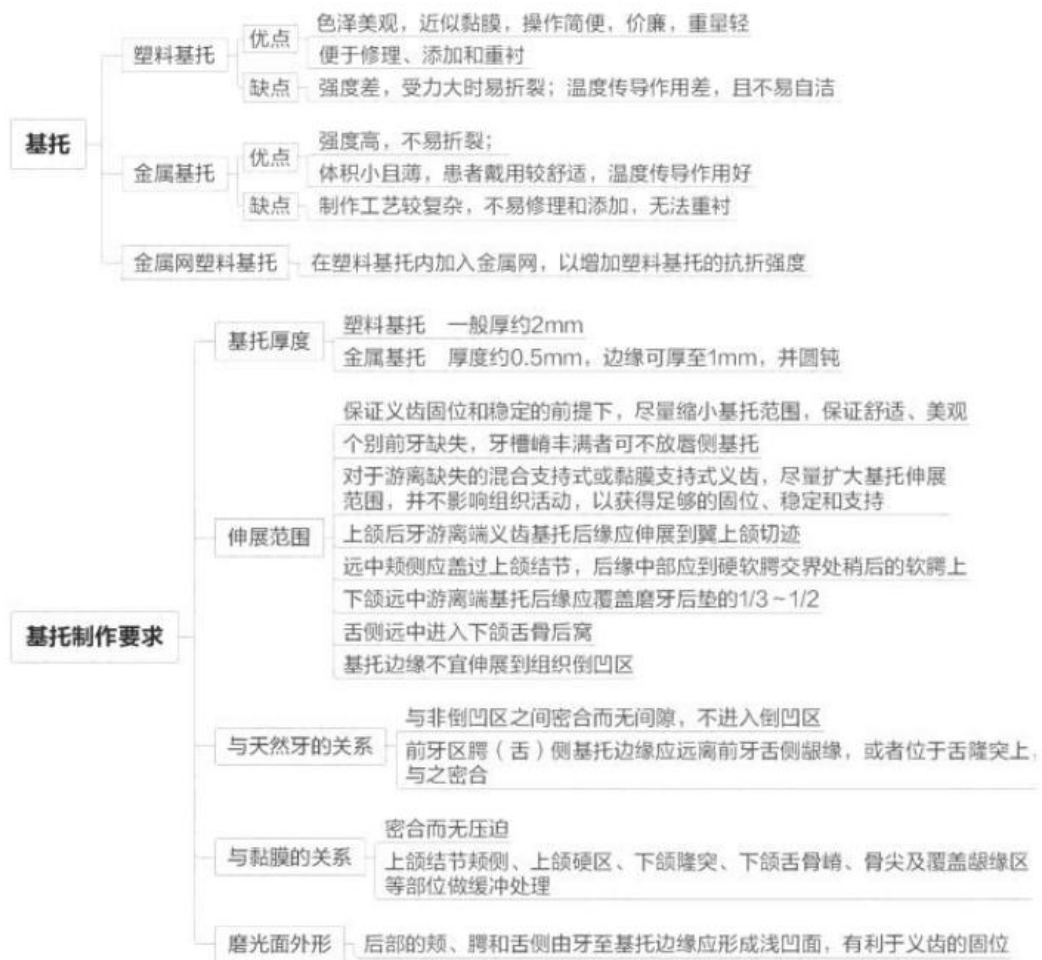 基托
塑料基托
优点
色泽美观，近似黏膜，操作简便，价廉，重量轻
便于修理、添加和重衬
缺点
强度差，受力大时易折裂；温度传导作用差，且不易自洁
金属基托
优点
强度高，不易折裂；
体积小且薄，患者戴用较舒适，温度传导作用好
缺点
制作工艺较复杂，不易修理和添加，无法重衬
金属网塑料基托
在塑料基托内加入金属网，以增加塑料基托的抗折强度
基托制作要求
基托厚度
塑料基托 一般厚约2mm
金属基托 厚度约0.5mm，边缘可厚至1mm，并圆钝
伸展范围
保证义齿固位和稳定的前提下，尽量缩小基托范围，保证舒适、美观
个别前牙缺失，牙槽嵴丰满者可不放唇侧基托
对于游离缺失的混合支持式或黏膜支持式义齿，尽量扩大基托伸展
范围，并不影响组织活动，以获得足够的固位、稳定和支持
上颌后牙游离端义齿基托后缘应伸展到翼上颌切迹
远中颊侧应盖过上颌结节，后缘中部应到硬软腭交界处稍后的软腭上
下颌远中游离端基托后缘应覆盖磨牙后垫的1/3～1/2
舌侧远中进入下颌舌骨后窝
基托边缘不宜伸展到组织倒凹区
与天然牙的关系
与非倒凹区之间密合而无间隙，不进入倒凹区
前牙区腭（舌）侧基托边缘应远离前牙舌侧龈缘，或者位于舌隆突上，
与之密合
与黏膜的关系
密合而无压迫
上颌结节颊侧、上颌硬区、下颌隆突、下颌舌骨嵴、骨尖及覆盖龈缘区
等部位做缓冲处理
磨光面外形
后部的颊、腭和舌侧由牙至基托边缘应形成浅凹面，有利于义齿的固位